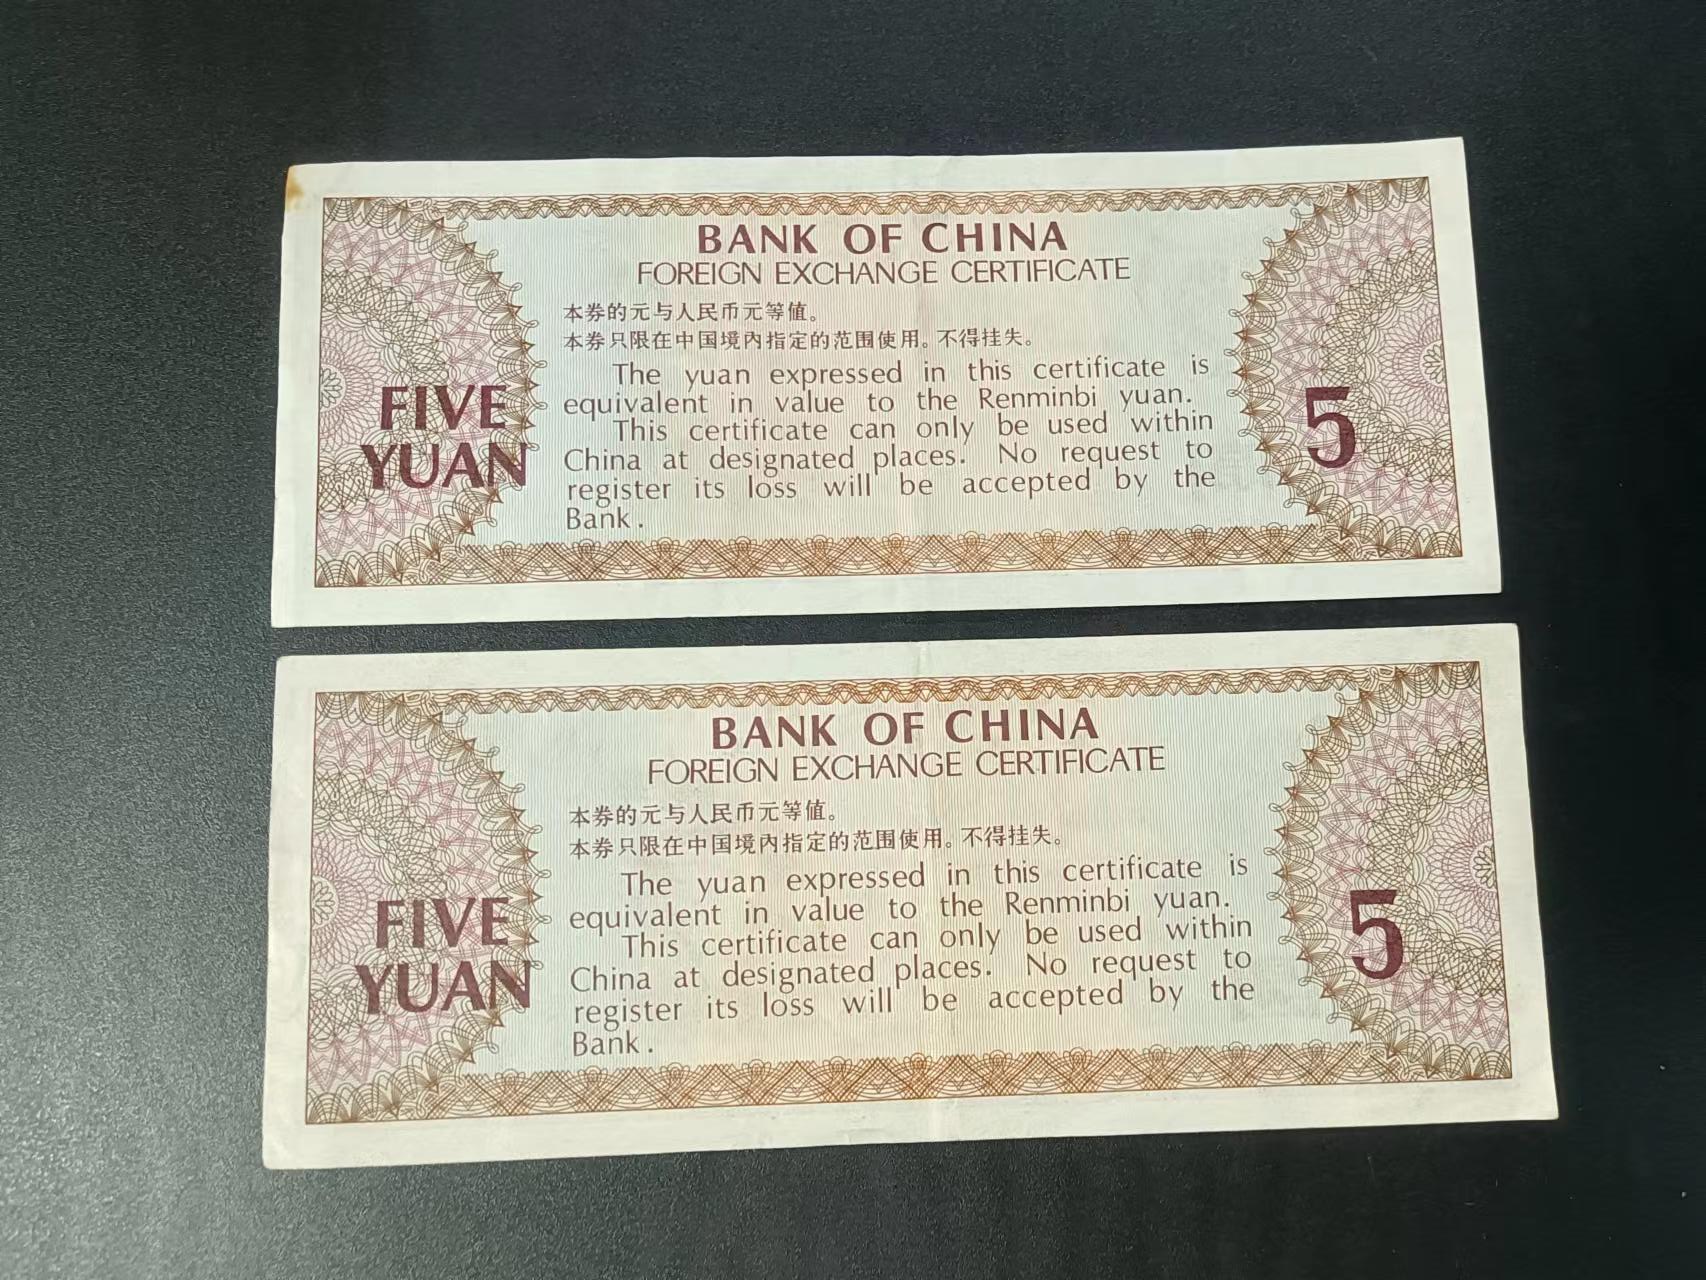 BANK OF CHINA
FOREIGN EXCHANGE CERTIFICATE
本券的元与人民币元等值。
本券只限在中国境内指定的范围使用。不得挂失。
The yuan expressed in this certificate is
equivalent in value to the Renminbi yuan.
This certificate can only be used within
China at designated places. No request to
register its loss will be accepted by the
Bank.
FIVE
YUAN
5
BANK OF CHINA
FOREIGN EXCHANGE CERTIFICATE
本券的元与人民币元等值。
本券只限在中国境内指定的范围使用。不得挂失。
The yuan expressed in this certificate is
equivalent in value to the Renminbi yuan.
This certificate can only be used within
China at designated places. No request to
register its loss will be accepted by the
Bank.
FIVE
YUAN
5